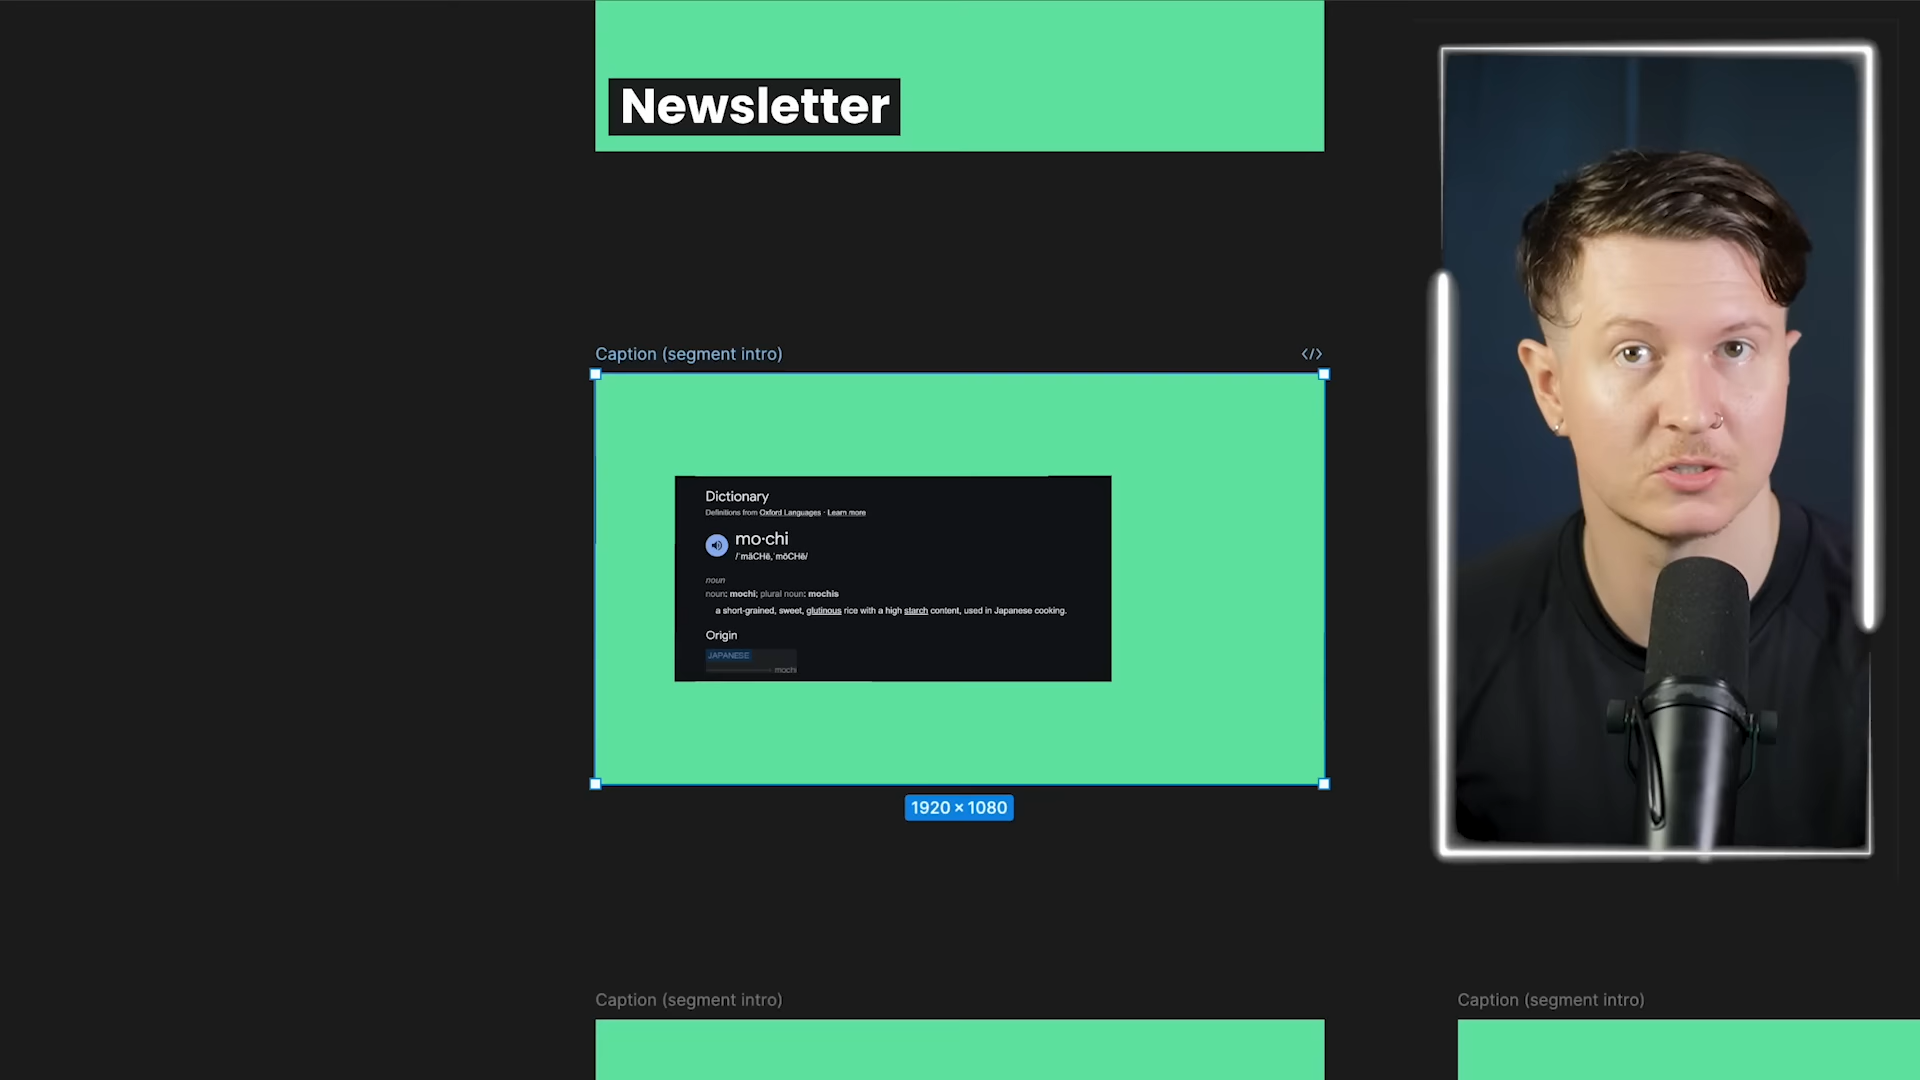 Newsletter
Caption (segment intro)
</>
Dictionary
Definitions from Oxford Languages · Learn more
mo·chi
/ˈmäCHē,ˈmōCHē/
noun
noun: mochi; plural noun: mochis
a short-grained, sweet, glutinous rice with a high starch content, used in Japanese cooking.
Origin
JAPANESE
mochi
1920 × 1080
Caption (segment intro)
Caption (segment intro)